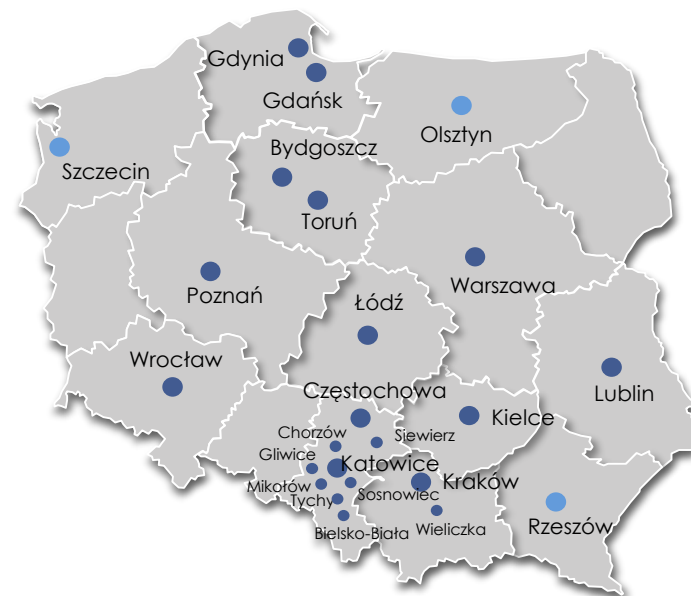 Gdynia
Gdańsk
Olsztyn
Szczecin
Bydgoszcz
Toruń
Warszawa
Poznań
Łódź
Wrocław
Lublin
Częstochowa
Kielce
Chorzów
Siewierz
Gliwice
Katowice
Mikołów
Sosnowiec
Kraków
Tychy
Wieliczka
Rzeszów
Bielsko-Biała